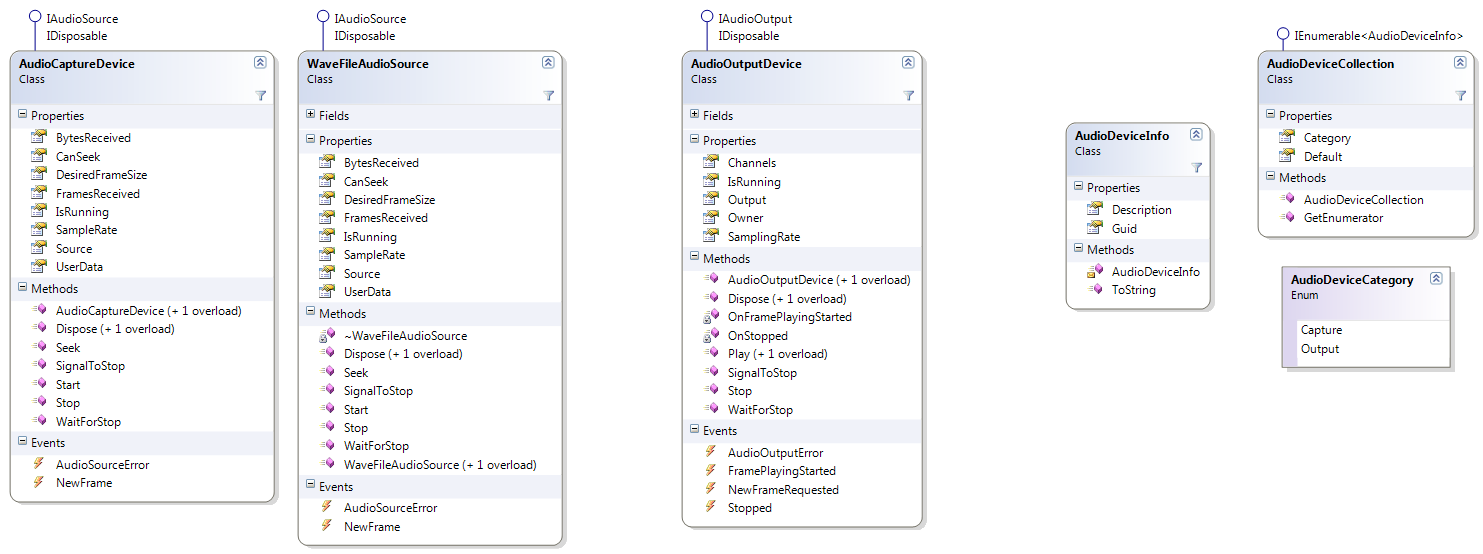 IAudioSource
IDisposable
AudioCaptureDevice
Class
Properties
BytesReceived
CanSeek
DesiredFrameSize
FramesReceived
IsRunning
SampleRate
Source
UserData
Methods
AudioCaptureDevice (+ 1 overload)
Dispose (+ 1 overload)
Seek
SignalToStop
Start
Stop
WaitForStop
Events
AudioSourceError
NewFrame
IAudioSource
IDisposable
WaveFileAudioSource
Class
Fields
Properties
BytesReceived
CanSeek
DesiredFrameSize
FramesReceived
IsRunning
SampleRate
Source
UserData
Methods
~WaveFileAudioSource
Dispose (+ 1 overload)
Seek
SignalToStop
Start
Stop
WaitForStop
WaveFileAudioSource (+ 1 overload)
Events
AudioSourceError
NewFrame
IAudioOutput
IDisposable
AudioOutputDevice
Class
Fields
Properties
Channels
IsRunning
Output
Owner
SamplingRate
Methods
AudioOutputDevice (+ 1 overload)
Dispose (+ 1 overload)
OnFramePlayingStarted
OnStopped
Play (+ 1 overload)
SignalToStop
Stop
WaitForStop
Events
AudioOutputError
FramePlayingStarted
NewFrameRequested
Stopped
AudioDeviceInfo
Class
Properties
Description
Guid
Methods
AudioDeviceInfo
ToString
IEnumerable<AudioDeviceInfo>
AudioDeviceCollection
Class
Properties
Category
Default
Methods
AudioDeviceCollection
GetEnumerator
AudioDeviceCategory
Enum
Capture
Output